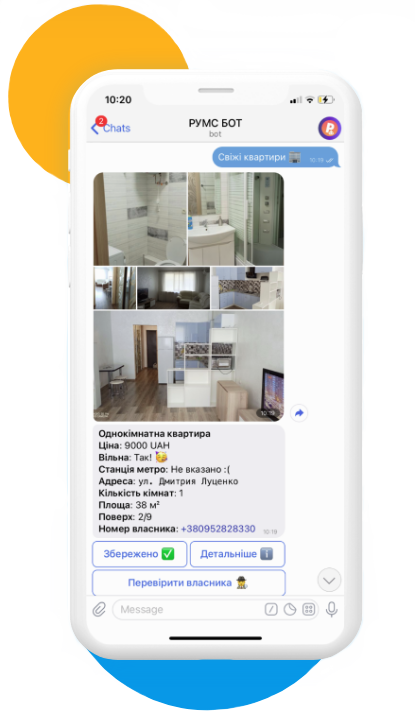 10:20
2
Chats
РУМС БОТ
bot
Свіжі квартири
10:19
10:19
Однокімнатна квартира
Ціна: 9000 UAH
Вільна: Так! 🥰
Станція метро: Не вказано :(
Адреса: ул. Дмитрия Луценко
Кількість кімнат: 1
Площа: 38 м²
Поверх: 2/9
Номер власника: +380952828330
10:19
Збережено ✅
Детальніше ℹ️
Перевірити власника 🕵️
Message